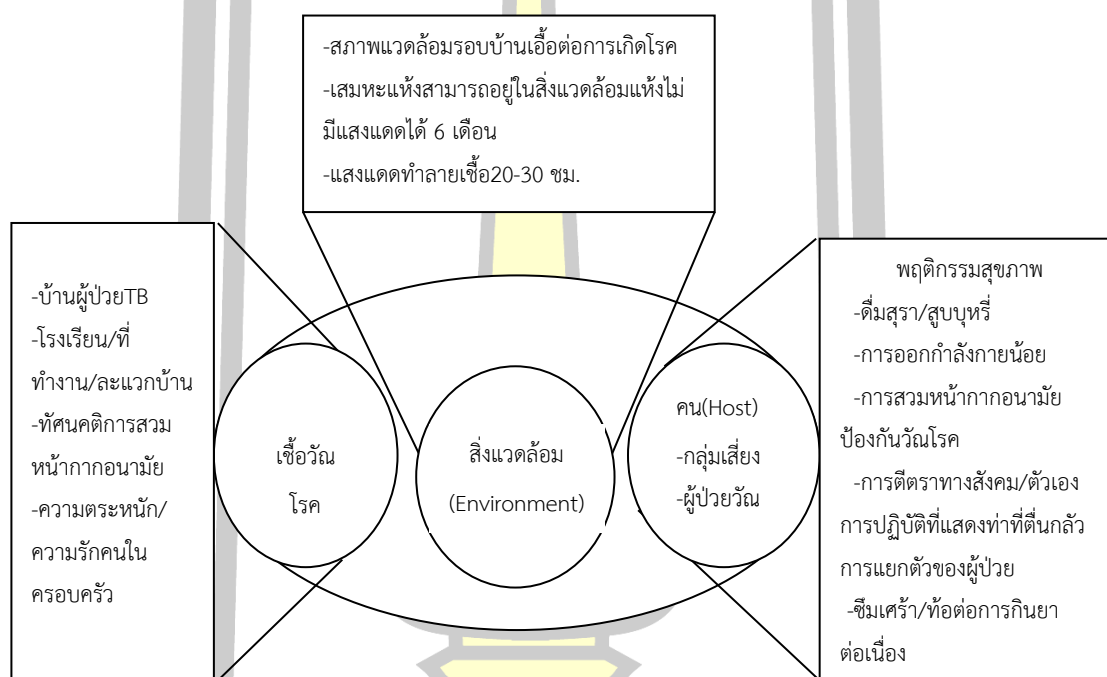 -สภาพแวดล้อมรอบบ้านเอื้อต่อการเกิดโรค
-เสมหะแห้งสามารถอยู่ในสิ่งแวดล้อมแห้งไม่
มีแสงแดดได้ 6 เดือน
-แสงแดดทำลายเชื้อ20-30 ชม.
-บ้านผู้ป่วยTB
-โรงเรียน/ที่
ทำงาน/ละแวกบ้าน
-ทัศนคติการสวม
หน้ากากอนามัย
-ความตระหนัก/
ความรักคนใน
ครอบครัว
เชื้อวัณ
โรค
สิ่งแวดล้อม
(Environment)
คน(Host)
-กลุ่มเสี่ยง
-ผู้ป่วยวัณ
พฤติกรรมสุขภาพ
-ดื่มสุรา/สูบบุหรี่
-การออกกำลังกายน้อย
-การสวมหน้ากากอนามัย
ป้องกันวัณโรค
-การตีตราทางสังคม/ตัวเอง
การปฏิบัติที่แสดงท่าที่ตื่นกลัว
การแยกตัวของผู้ป่วย
-ซึมเศร้า/ท้อต่อการกินยา
ต่อเนื่อง